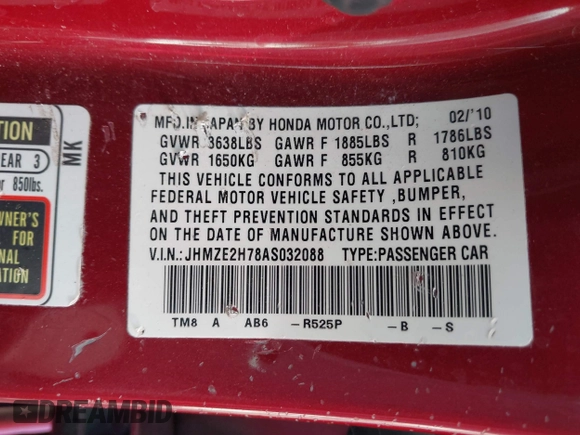 TION
EAR 3
r 850lbs.
WNER'S
FOR
NAL
ATION
MK
MFD.IN JAPAN BY HONDA MOTOR CO.,LTD; 02/'10
GVWR 3638LBS GAWR F 1885LBS R 1786LBS
GVWR 1650KG GAWR F 855KG R 810KG
THIS VEHICLE CONFORMS TO ALL APPLICABLE
FEDERAL MOTOR VEHICLE SAFETY ,BUMPER,
AND THEFT PREVENTION STANDARDS IN EFFECT
ON THE DATE OF MANUFACTURE SHOWN ABOVE.
V.I.N.: JHMZE2H78AS032088 TYPE:PASSENGER CAR
TM8 A AB6 -R525P -B -S
DREAMBID